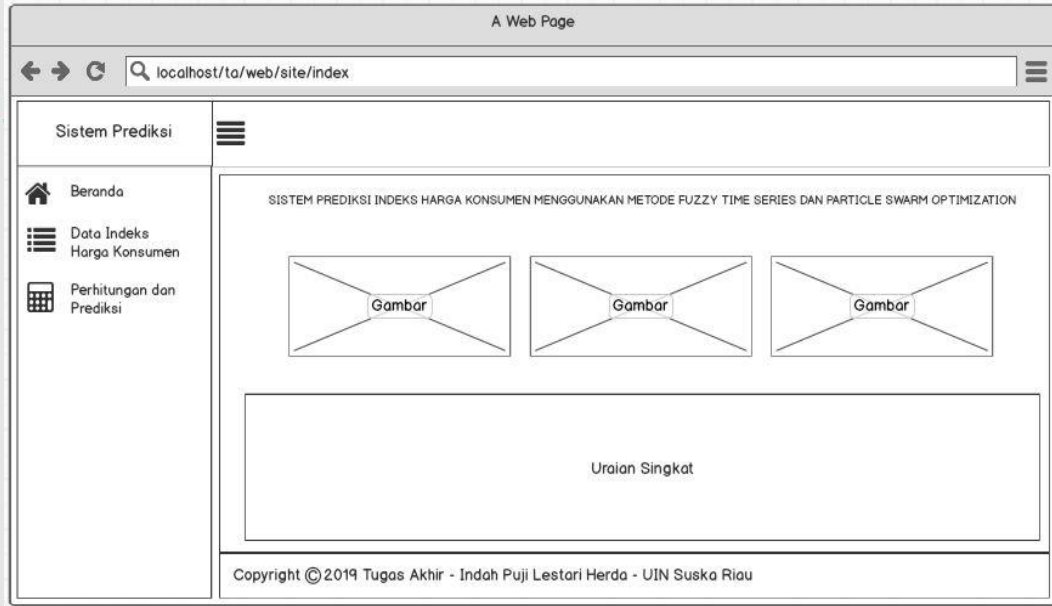 A Web Page
localhost/ta/web/site/index
Sistem Prediksi
Beranda
Data Indeks
Harga Konsumen
Perhitungan dan
Prediksi
SISTEM PREDIKSI INDEKS HARGA KONSUMEN MENGGUNAKAN METODE FUZZY TIME SERIES DAN PARTICLE SWARM OPTIMIZATION
Gambar
Gambar
Gambar
Uraian Singkat
Copyright © 2019 Tugas Akhir - Indah Puji Lestari Herda - UIN Suska Riau